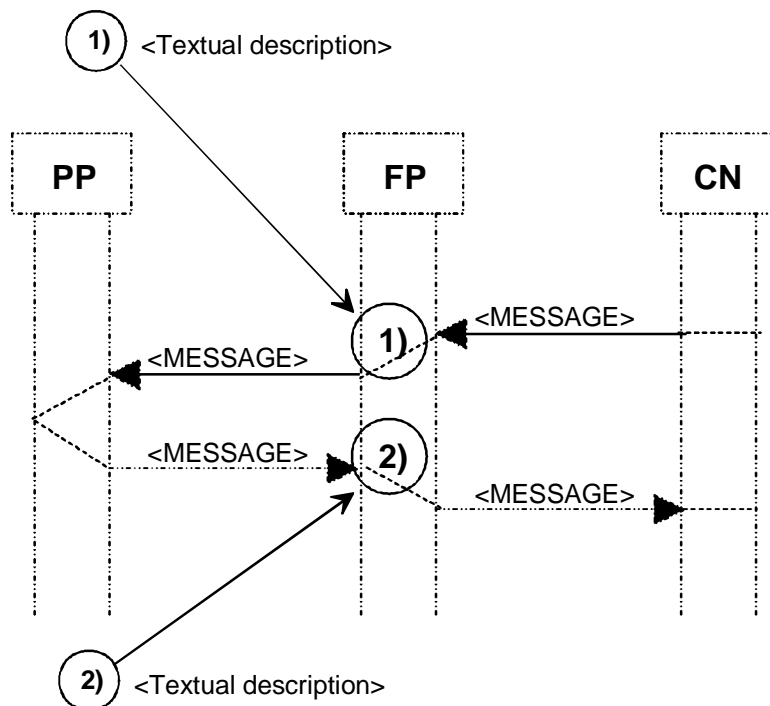 1) <Textual description>
PP FP CN
1) <MESSAGE>
<MESSAGE>
<MESSAGE> 2)
<MESSAGE>
2) <Textual description>